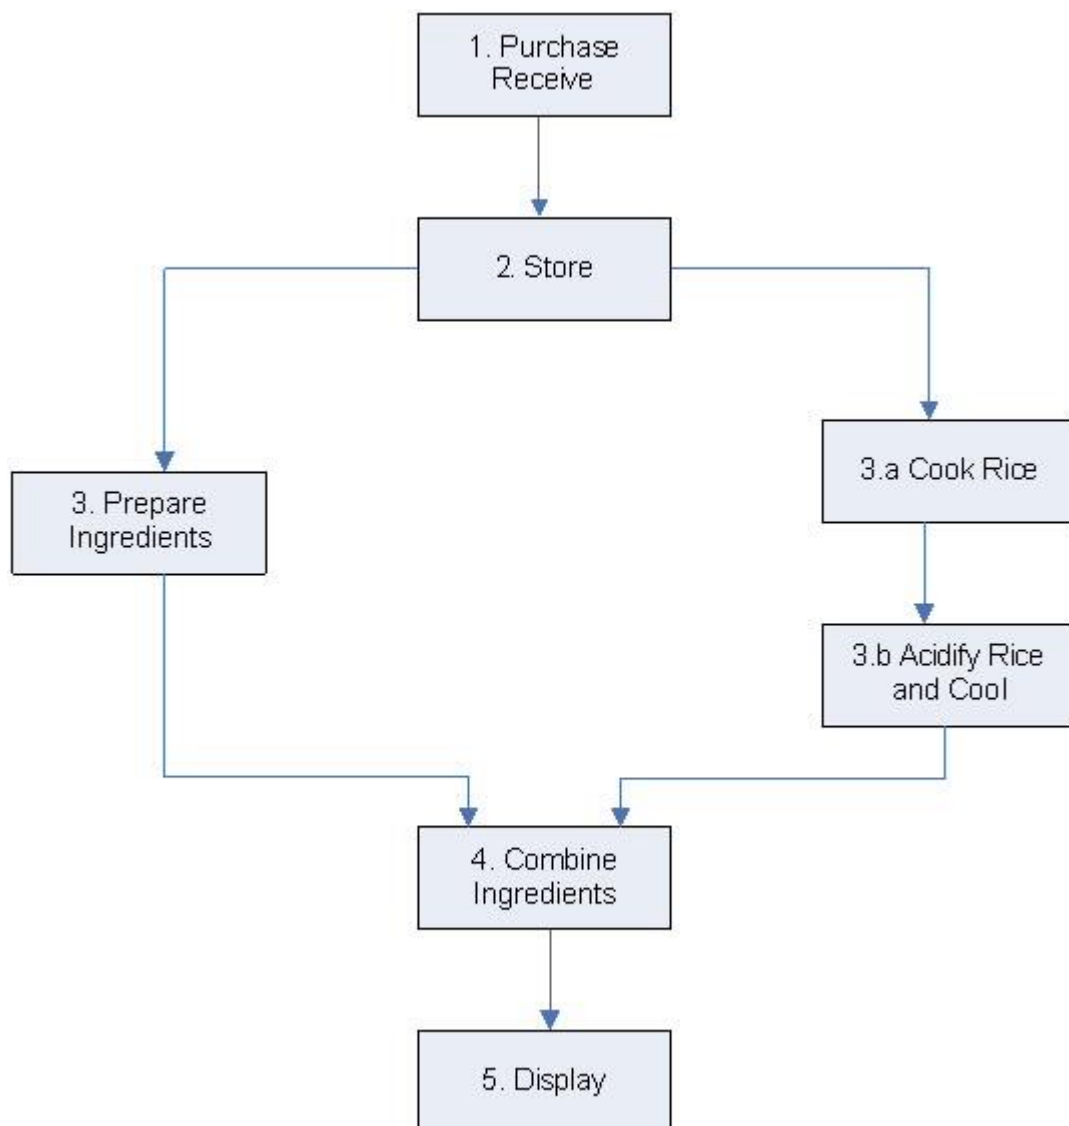 1. Purchase
Receive
2. Store
3. Prepare
Ingredients
3.a Cook Rice
3.b Acidify Rice
and Cool
4. Combine
Ingredients
5. Display